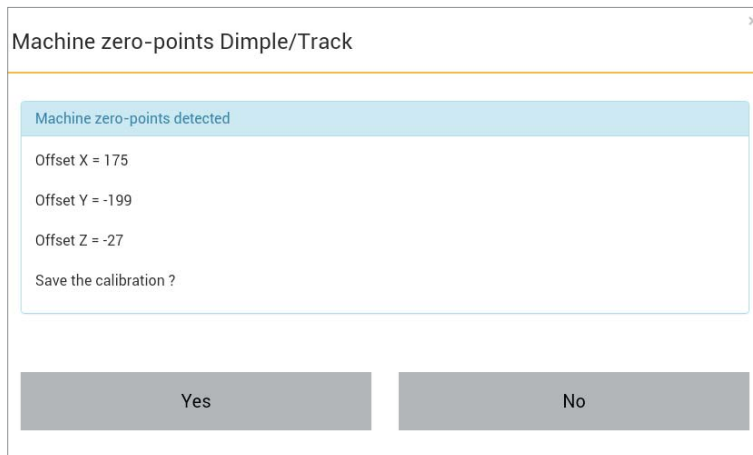 Machine zero-points Dimple/Track
Machine zero-points detected
Offset X = 175
Offset Y = -199
Offset Z = -27
Save the calibration ?
Yes
No